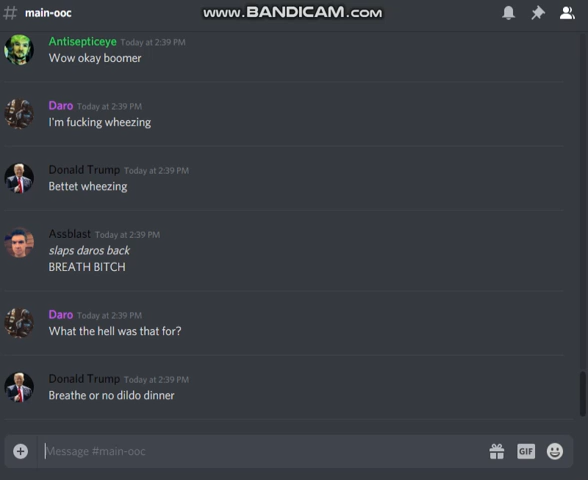 # main-ooc
www.BANDICAM.com
Antisepticeye Today at 2:39 PM
Wow okay boomer
Daro Today at 2:39 PM
I'm fucking wheezing
Donald Trump Today at 2:39 PM
Bettet wheezing
Assblast Today at 2:39 PM
slaps daros back
BREATH BITCH
Daro Today at 2:39 PM
What the hell was that for?
Donald Trump Today at 2:39 PM
Breathe or no dildo dinner
Message #main-ooc
GIF